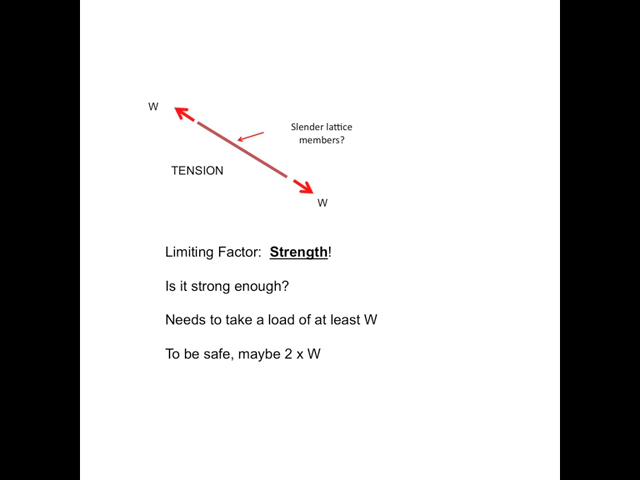 W
Slender lattice
members?
TENSION
W
Limiting Factor: Strength!
Is it strong enough?
Needs to take a load of at least W
To be safe, maybe 2 x W